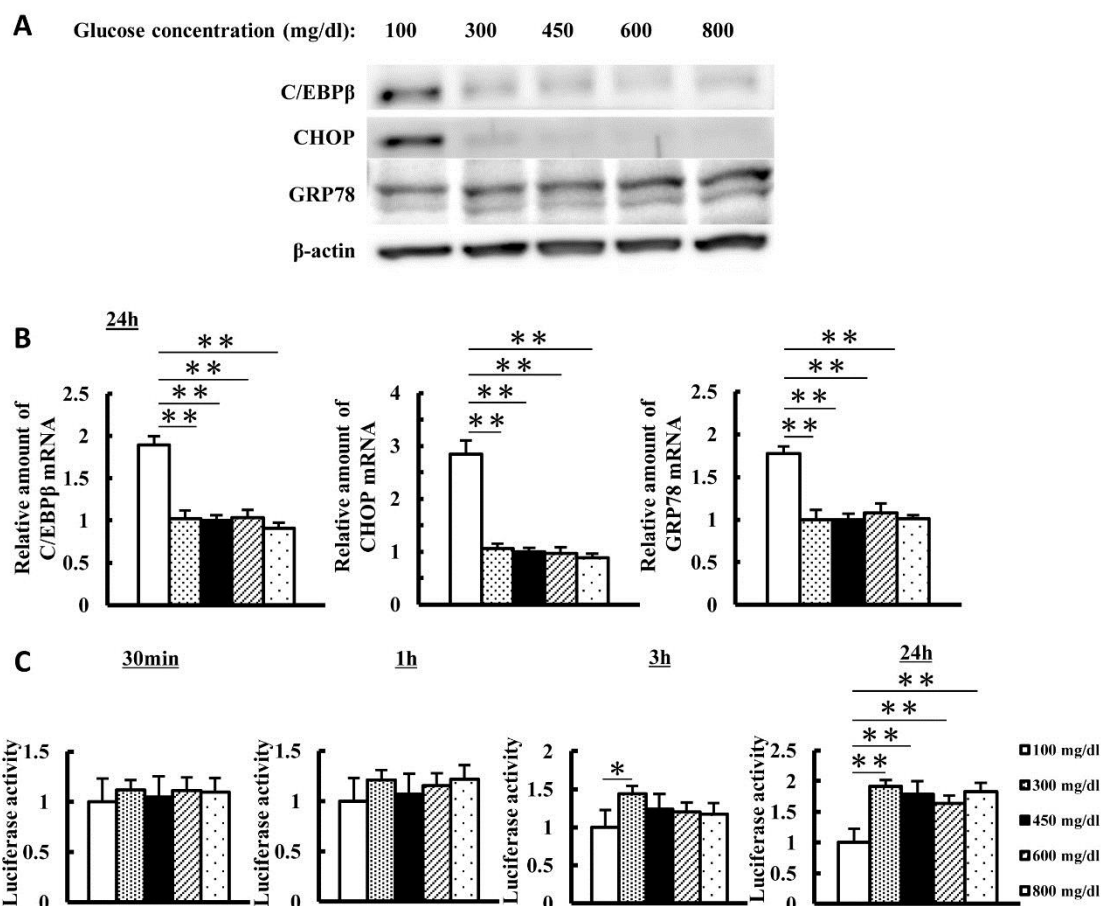 A
Glucose concentration (mg/dl): 100 300 450 600 800
C/EBPβ
CHOP
GRP78
β-actin
B
24h
Relative amount of
C/EBPβ mRNA
2.5
2
1.5
1
0.5
0
**
**
**
**
Relative amount of
CHOP mRNA
4
3
2
1
0
**
**
**
**
Relative amount of
GRP78 mRNA
2.5
2
1.5
1
0.5
0
**
**
**
C
30min
Luciferase activity
1.5
1
0.5
0
1h
Luciferase activity
1.5
1
0.5
0
3h
Luciferase activity
2
1.5
1
0.5
0
*
24h
Luciferase activity
2.5
2
1.5
1
0.5
0
**
**
**
**
100 mg/dl
300 mg/dl
450 mg/dl
600 mg/dl
800 mg/dl